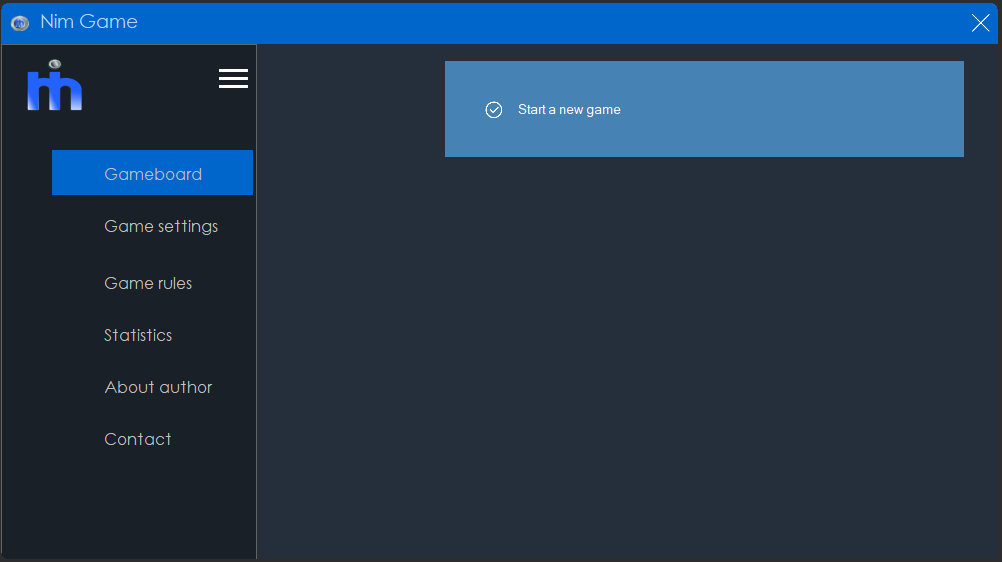 Nim Game
Start a new game
Gameboard
Game settings
Game rules
Statistics
About author
Contact